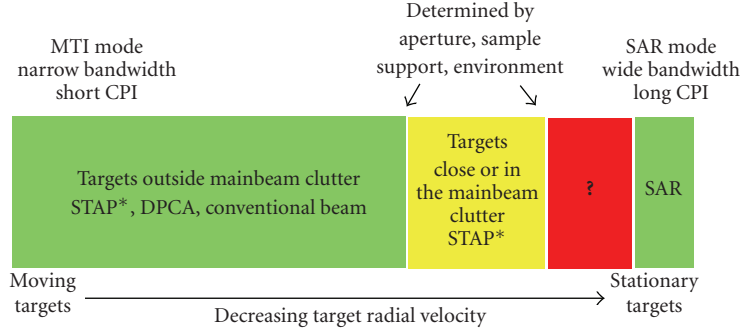 MTI mode
narrow bandwidth
short CPI
Determined by
aperture, sample
support, environment
SAR mode
wide bandwidth
long CPI
Targets outside mainbeam clutter
STAP*, DPCA, conventional beam
Targets
close or in
the mainbeam
clutter
STAP*
?
SAR
Moving
targets
Decreasing target radial velocity
Stationary
targets